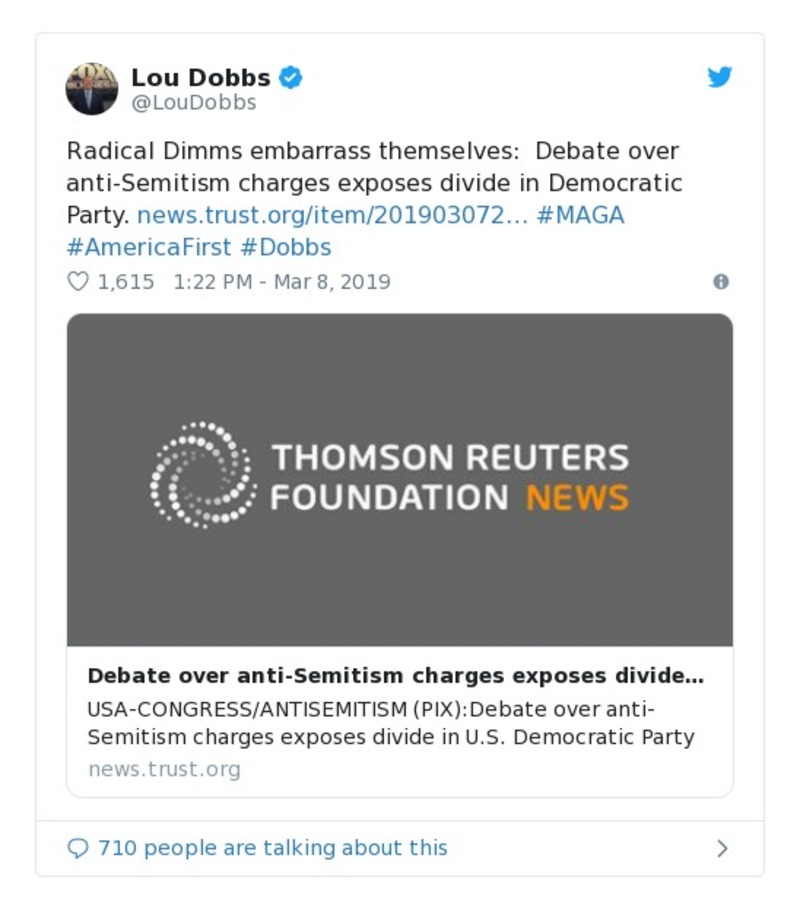 Lou Dobbs
@LouDobbs
Radical Dimms embarrass themselves:  Debate over
anti-Semitism charges exposes divide in Democratic
Party. news.trust.org/item/201903072… #MAGA
#AmericaFirst #Dobbs
1,615 1:22 PM - Mar 8, 2019
THOMSON REUTERS
FOUNDATION NEWS
Debate over anti-Semitism charges exposes divide…
USA-CONGRESS/ANTISEMITISM (PIX):Debate over anti-
Semitism charges exposes divide in U.S. Democratic Party
news.trust.org
710 people are talking about this